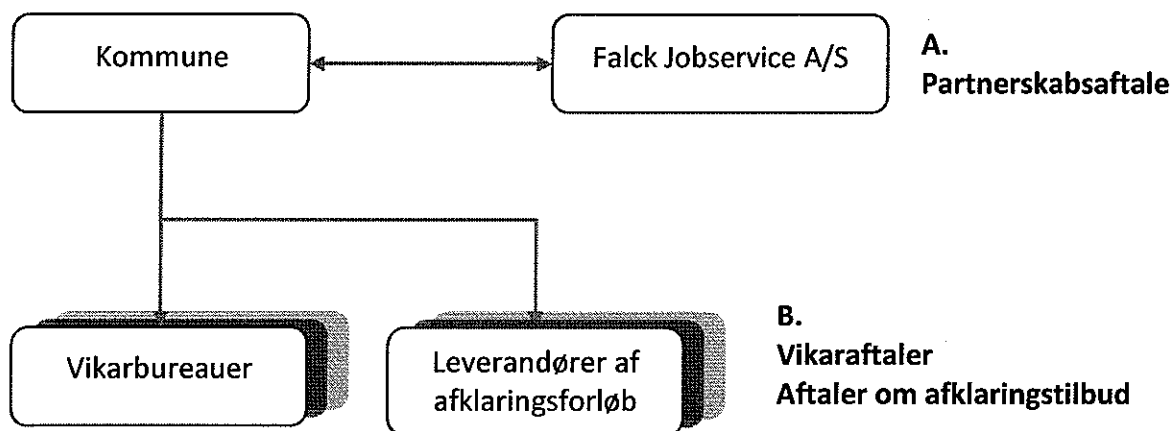 Kommune
Falck Jobservice A/S
A.
Partnerskabsaftale
Vikarbureauer
Leverandører af
afklaringsforløb
B.
Vikaraftaler
Aftaler om afklaringstilbud